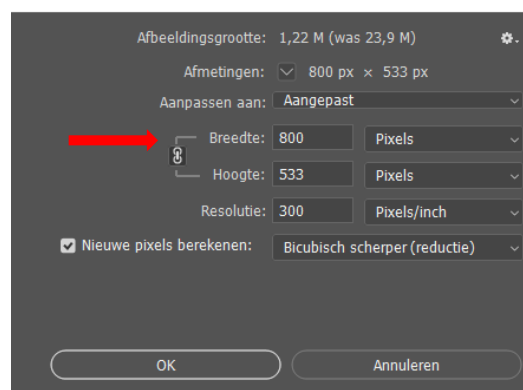 Afbeeldingsgrootte: 1,22 M (was 23,9 M)
Afmetingen: 800 px × 533 px
Aanpassen aan: Aangepast
Breedte: 800 Pixels
Hoogte: 533 Pixels
Resolutie: 300 Pixels/inch
Nieuwe pixels berekenen: Bicubisch scherper (reductie)
OK Annuleren